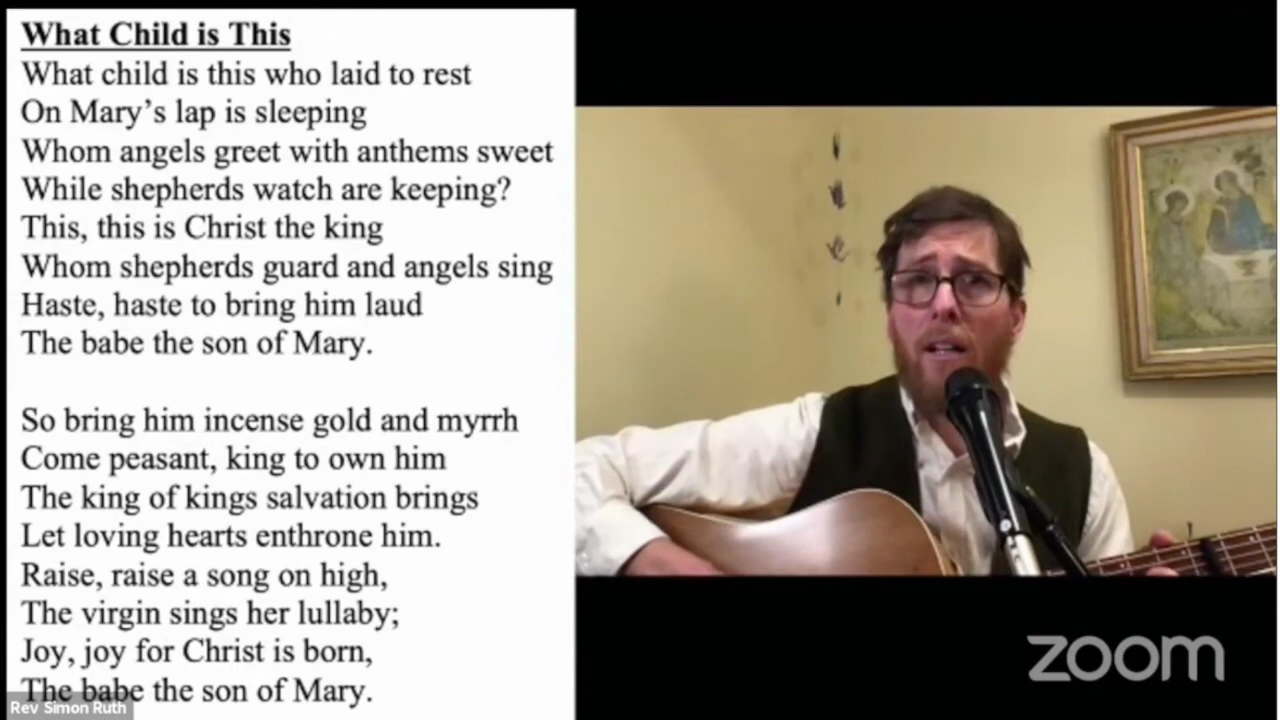 What Child is This
What child is this who laid to rest
On Mary’s lap is sleeping
Whom angels greet with anthems sweet
While shepherds watch are keeping?
This, this is Christ the king
Whom shepherds guard and angels sing
Haste, haste to bring him laud
The babe the son of Mary.
So bring him incense gold and myrrh
Come peasant, king to own him
The king of kings salvation brings
Let loving hearts enthrone him.
Raise, raise a song on high,
The virgin sings her lullaby;
Joy, joy for Christ is born,
The babe the son of Mary.
Rev Simon Ruth
zoom